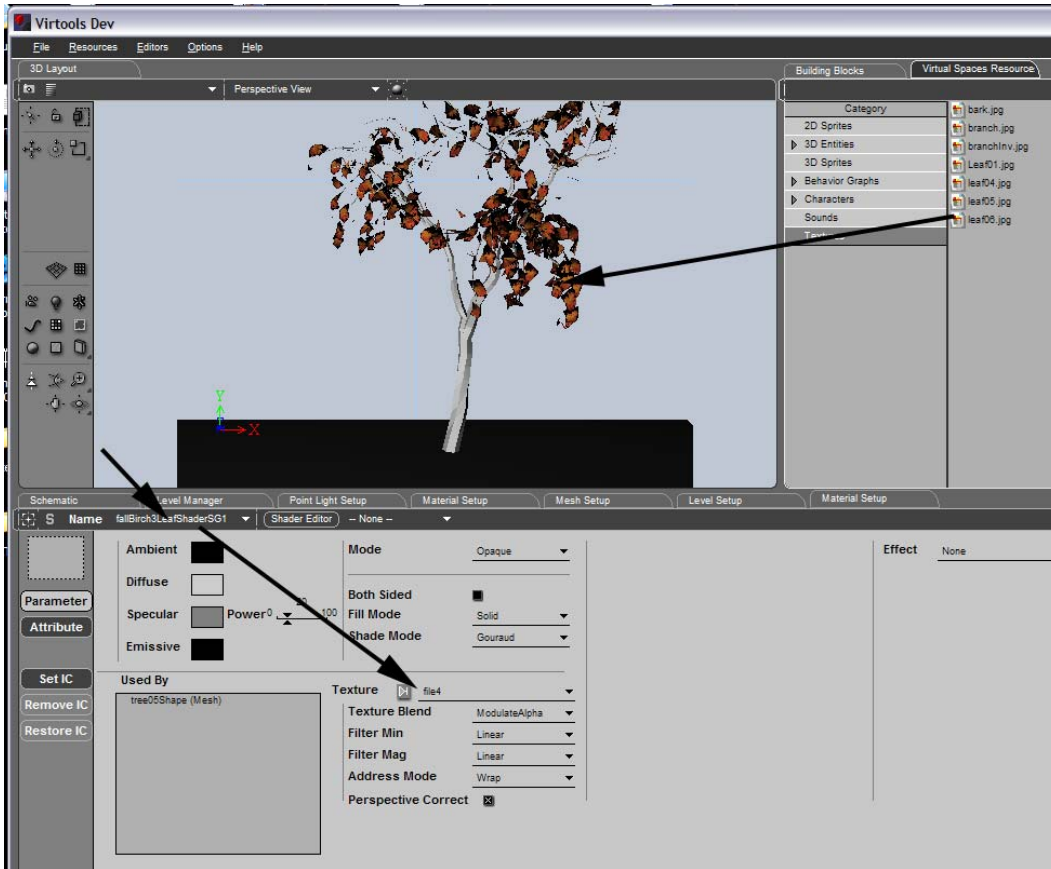 Virtools Dev
File Resources Editors Options Help
3D Layout
Building Blocks Virtual Spaces Resource
Perspective View
Category
2D Sprites
3D Entities
3D Sprites
Behavior Graphs
Characters
Sounds
Textures
bark.jpg
branch.jpg
branchInv.jpg
Leaf01.jpg
leaf04.jpg
leaf05.jpg
leaf06.jpg
Y
X
Schematic Level Manager Point Light Setup Material Setup Mesh Setup Level Setup Material Setup
S Name fallBirch3LeafShaderSG1 Shader Editor -- None --
Ambient
Diffuse
Specular Power 0 20 100
Emissive
Mode Opaque
Both Sided
Fill Mode Solid
Shade Mode Gouraud
Effect None
Parameter
Attribute
Set IC
Remove IC
Restore IC
Used By
tree05Shape (Mesh)
Texture file4
Texture Blend ModulateAlpha
Filter Min Linear
Filter Mag Linear
Address Mode Wrap
Perspective Correct